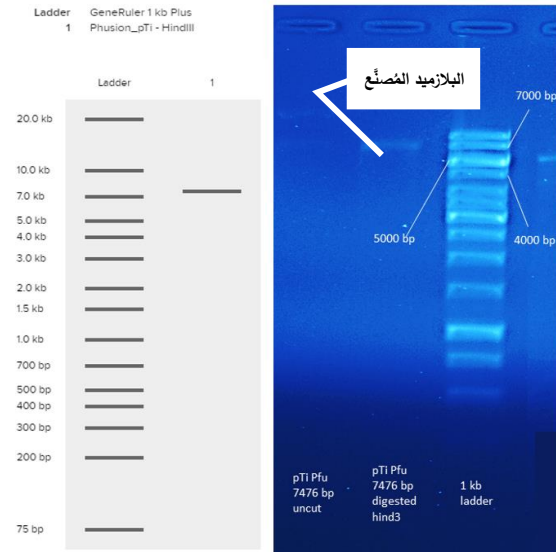 Ladder GeneRuler 1 kb Plus
1 Phusion_pTi - HindIII
Ladder 1
20.0 kb
10.0 kb
7.0 kb
5.0 kb
4.0 kb
3.0 kb
2.0 kb
1.5 kb
1.0 kb
700 bp
500 bp
400 bp
300 bp
200 bp
75 bp
البلازميد المُصنَّع
7000 bp
5000 bp
4000 bp
pTi Pfu
7476 bp
uncut
pTi Pfu
7476 bp
digested
hind3
1 kb
ladder